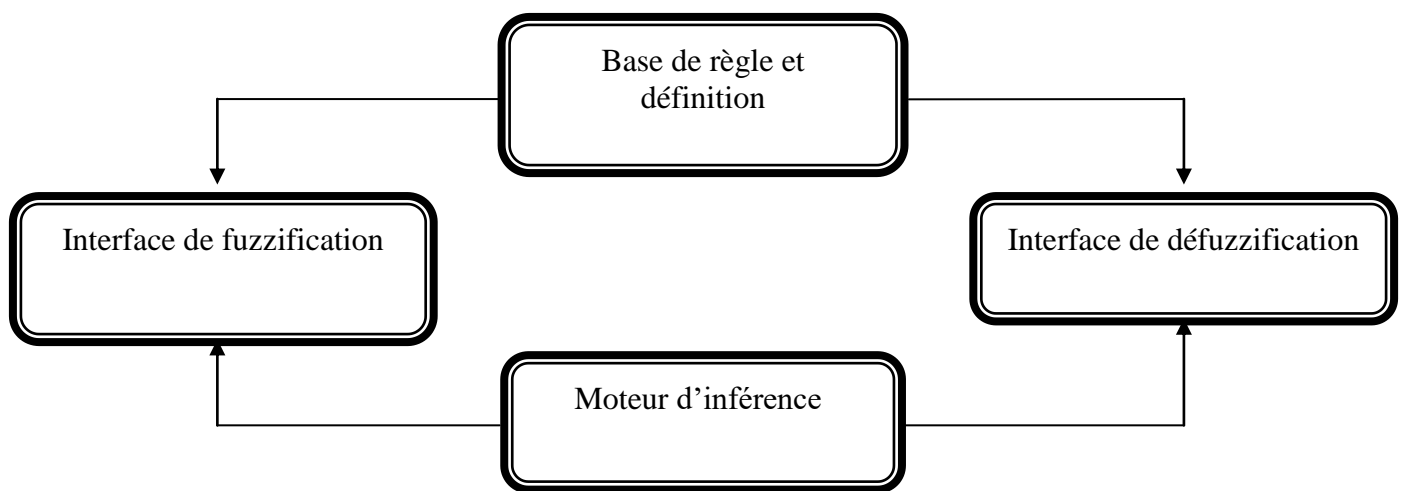 Base de règle et
définition
Interface de fuzzification
Interface de défuzzification
Moteur d’inférence